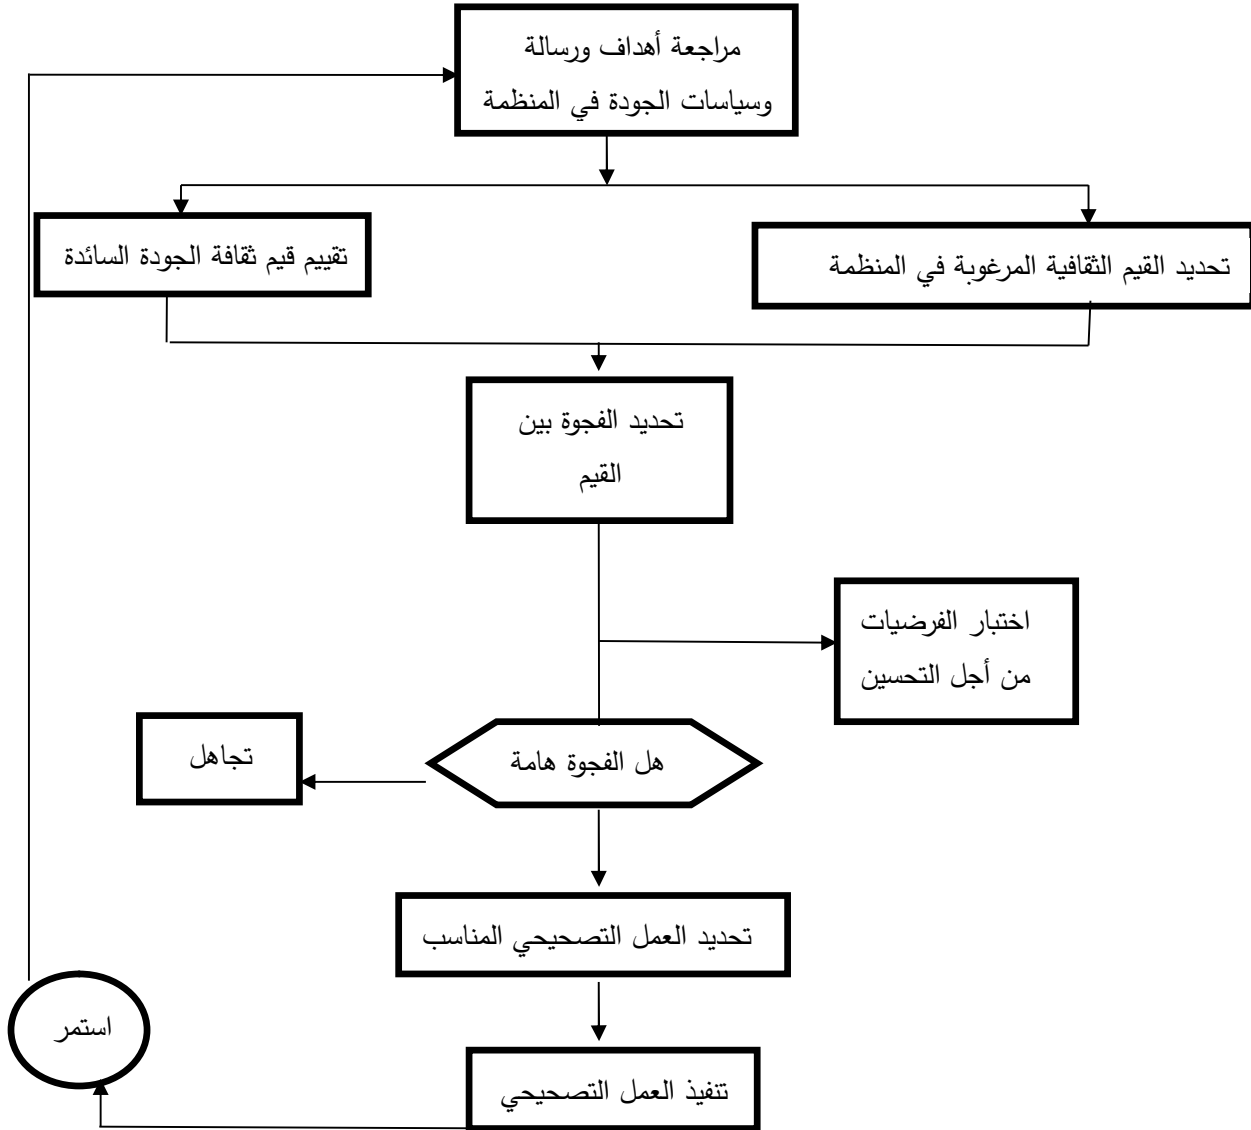 مراجعة أهداف ورسالة
وسياسات الجودة في المنظمة
تحديد القيم الثقافية المرغوبة في المنظمة
تقييم قيم ثقافة الجودة السائدة
تحديد الفجوة بين
القيم
اختبار الفرضيات
من أجل التحسين
هل الفجوة هامة
تجاهل
تحديد العمل التصحيحي المناسب
استمر
تتفيذ العمل التصحيحي